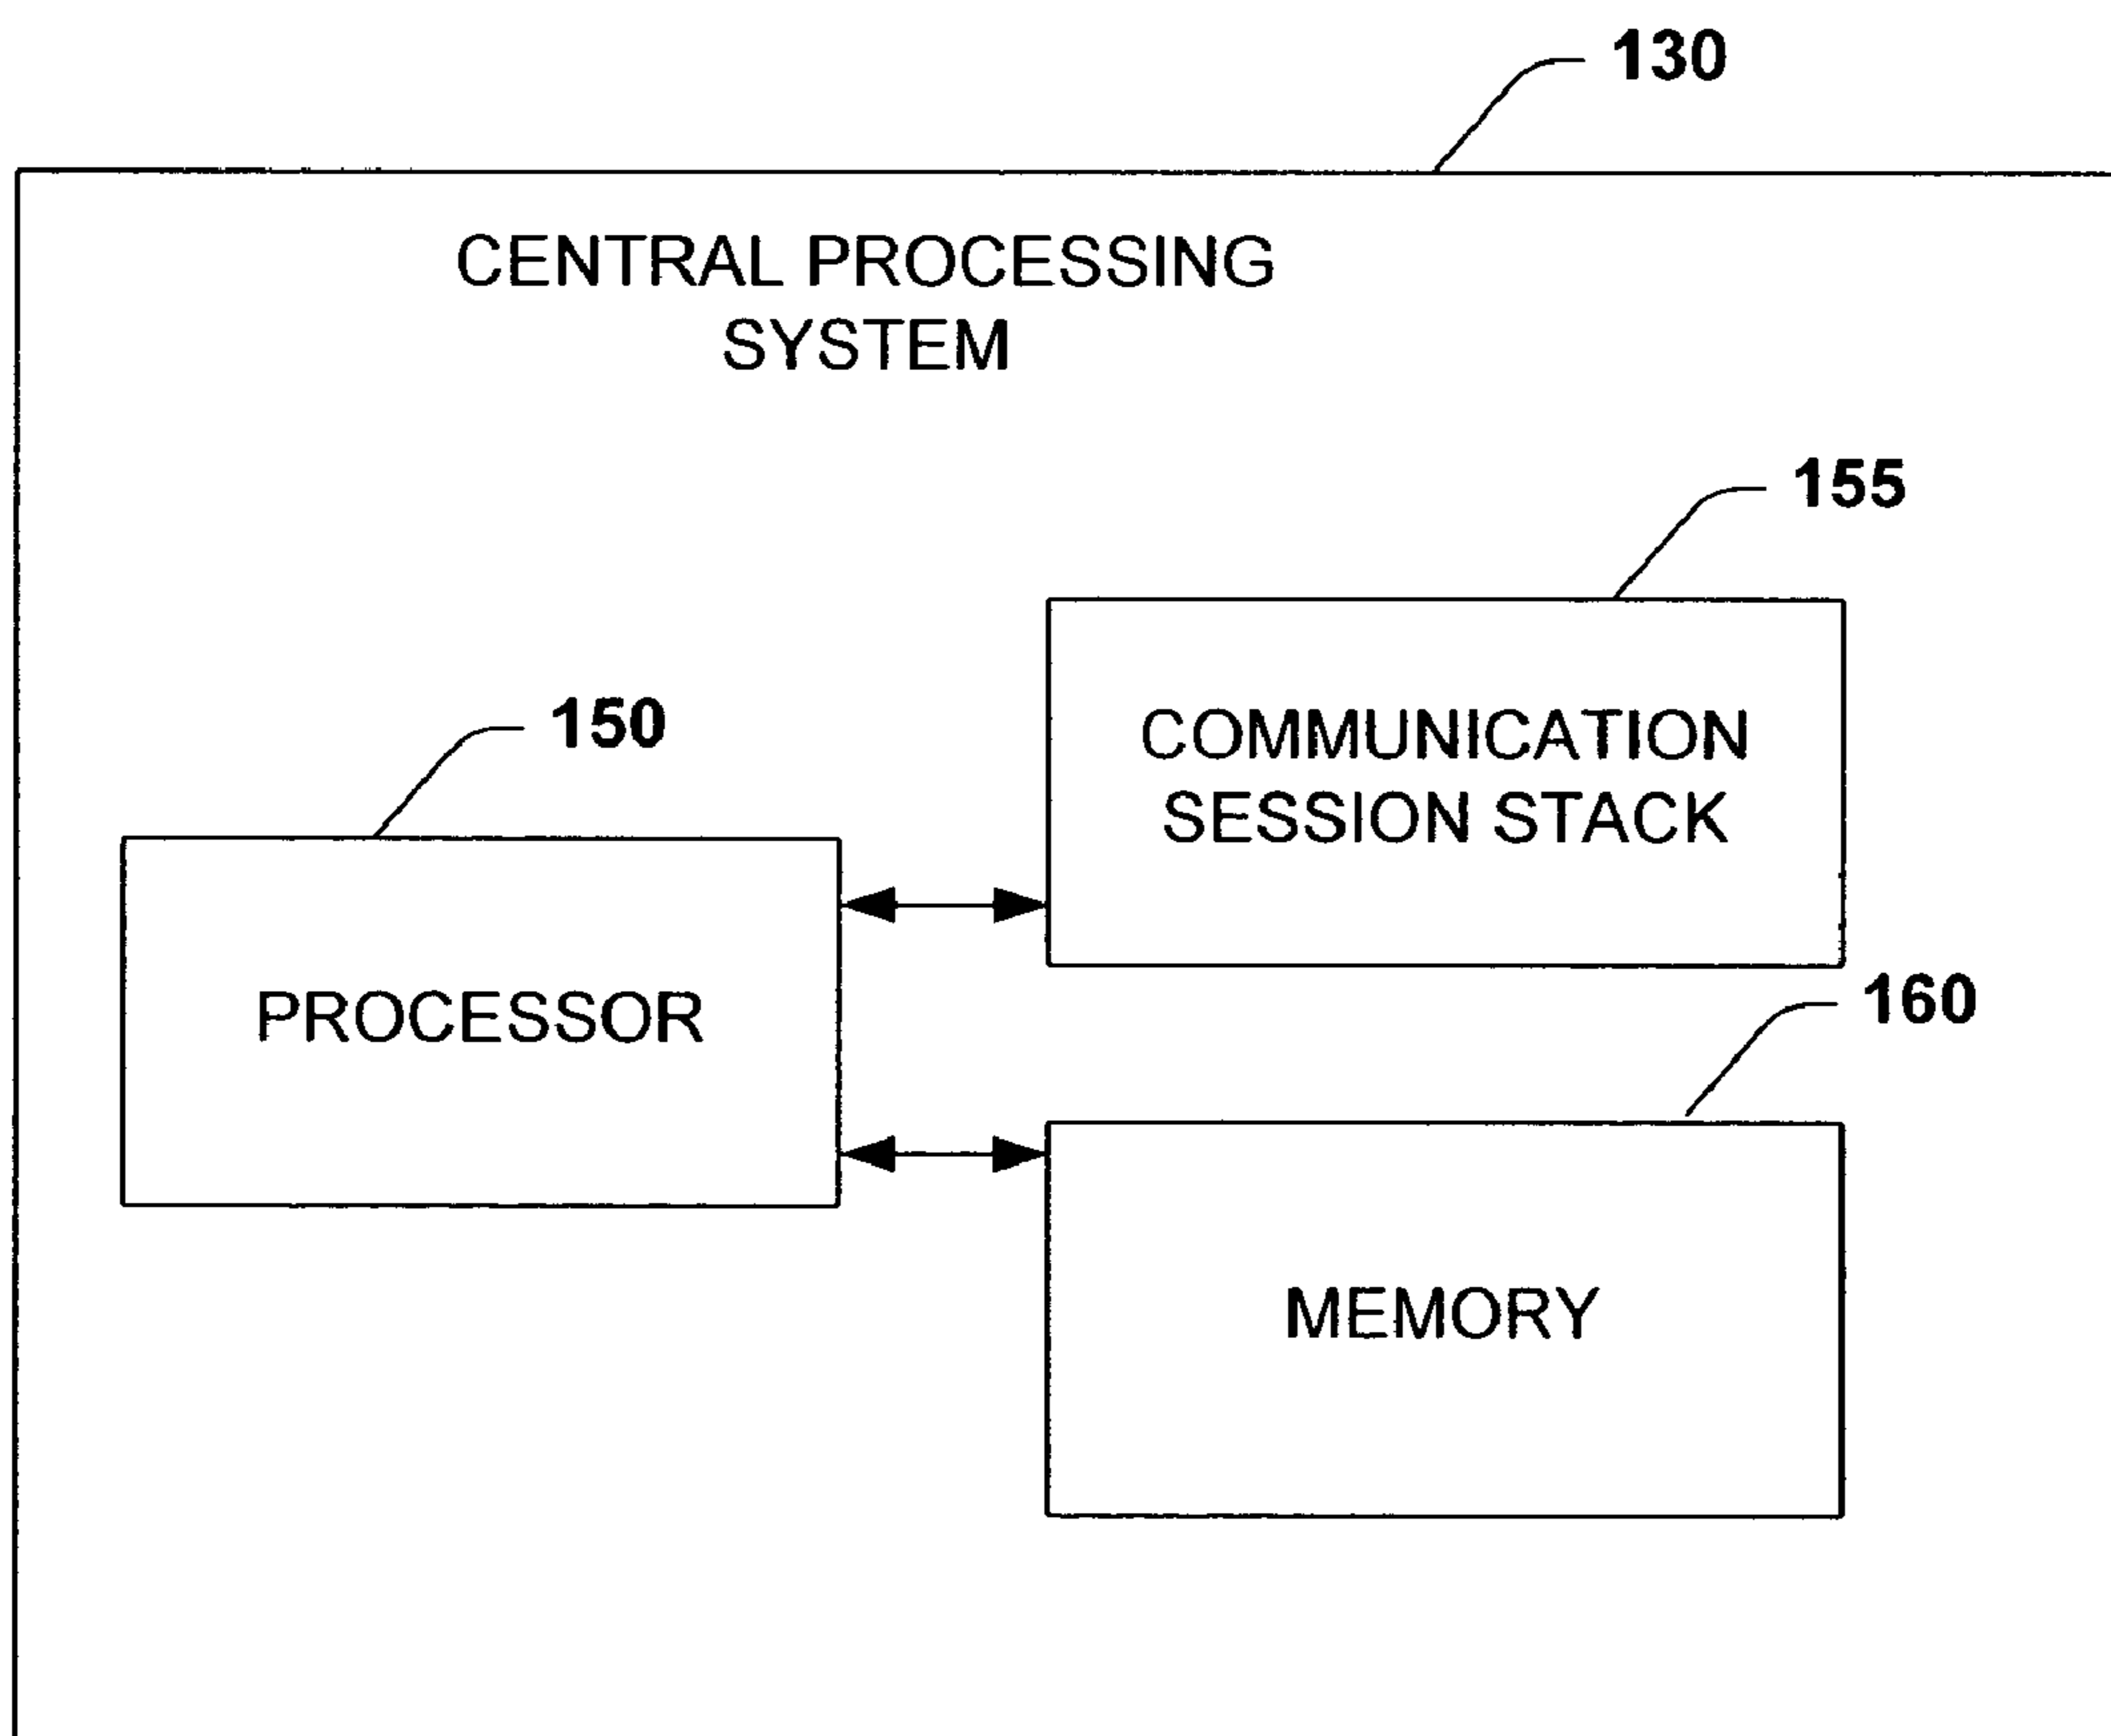 130
CENTRAL PROCESSING
SYSTEM
155
150
COMMUNICATION
SESSION STACK
PROCESSOR
160
MEMORY